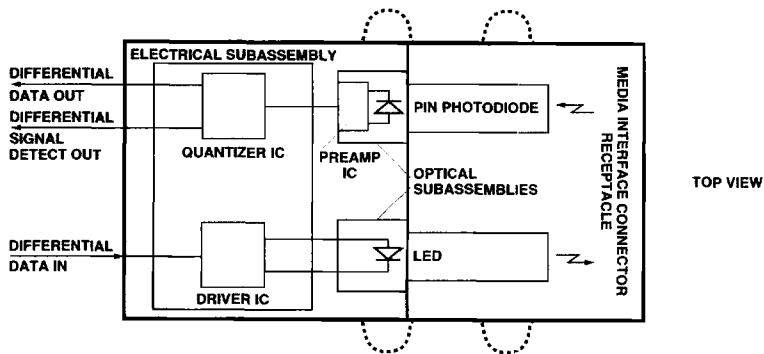 ELECTRICAL SUBASSEMBLY
DIFFERENTIAL
DATA OUT
DIFFERENTIAL
SIGNAL
DETECT OUT
QUANTIZER IC
PREAMP
IC
PIN PHOTODIODE
OPTICAL
SUBASSEMBLIES
MEDIA INTERFACE CONNECTOR
RECEPTACLE
TOP VIEW
DIFFERENTIAL
DATA IN
DRIVER IC
LED